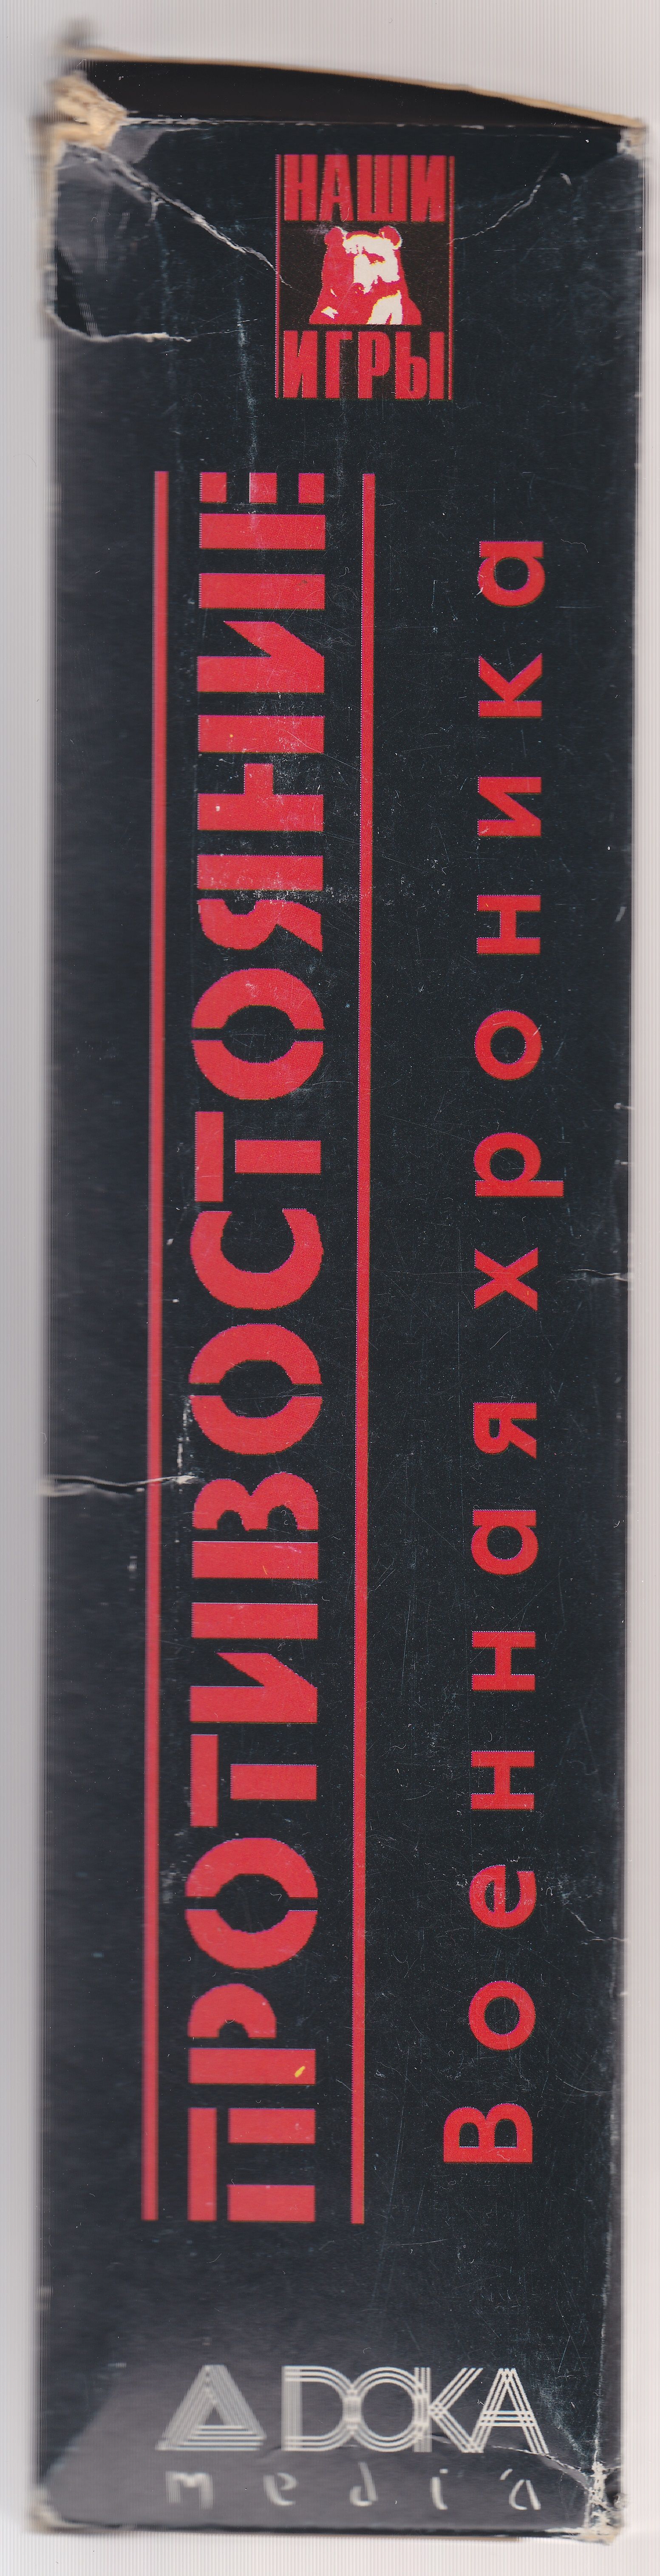 НАШИ
ИГРЫ
ПРОТИВОСТОЯНИЕ
Военная хроника
DOKA
media